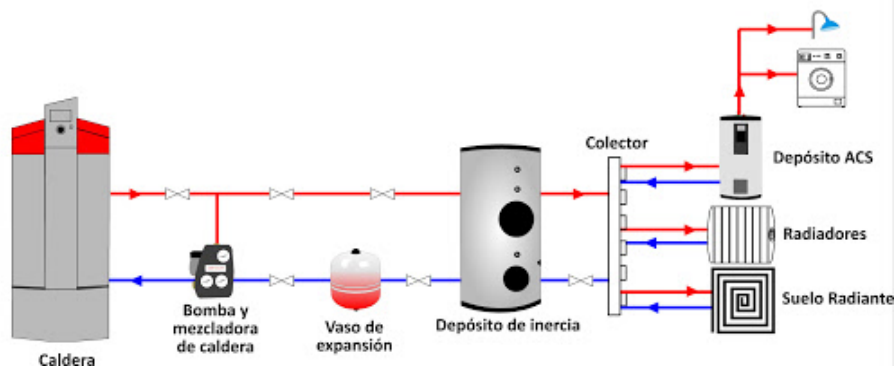 Colector
Depósito ACS
Radiadores
Suelo Radiante
Caldera
Bomba y
mezcladora
de caldera
Vaso de
expansión
Depósito de inercia